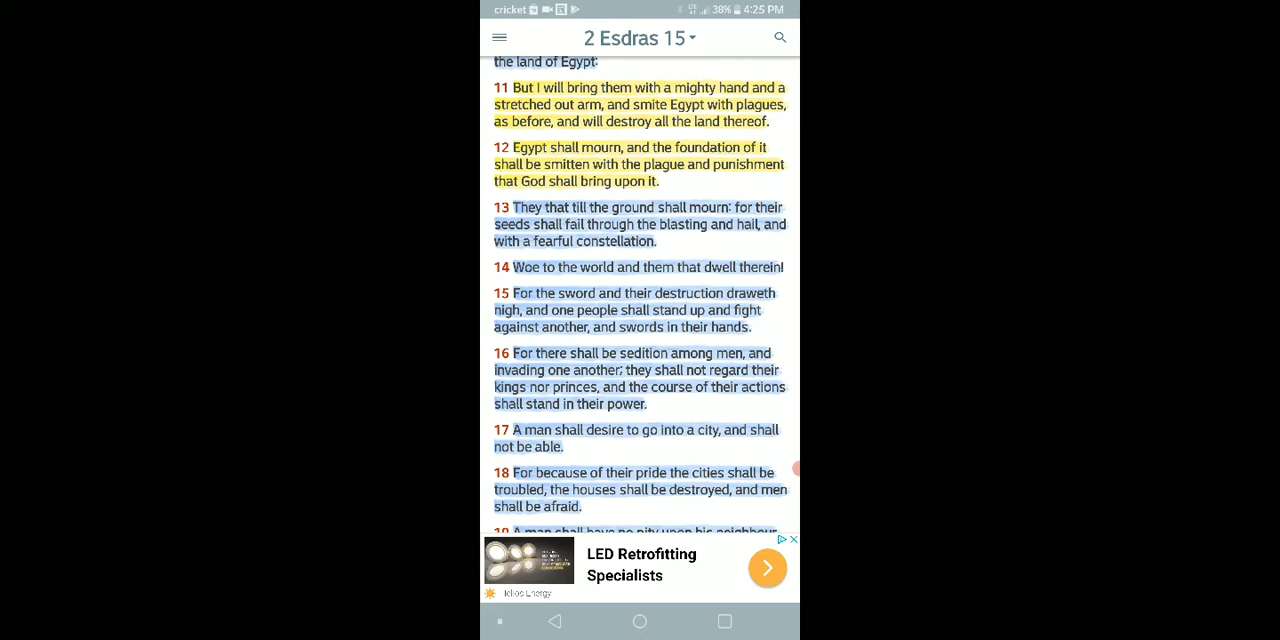 cricket 38% 4:25 PM
2 Esdras 15
the land of Egypt:
11 But I will bring them with a mighty hand and a
stretched out arm, and smite Egypt with plagues,
as before, and will destroy all the land thereof.
12 Egypt shall mourn, and the foundation of it
shall be smitten with the plague and punishment
that God shall bring upon it.
13 They that till the ground shall mourn: for their
seeds shall fail through the blasting and hail, and
with a fearful constellation.
14 Woe to the world and them that dwell therein!
15 For the sword and their destruction draweth
nigh, and one people shall stand up and fight
against another, and swords in their hands.
16 For there shall be sedition among men, and
invading one another; they shall not regard their
kings nor princes, and the course of their actions
shall stand in their power.
17 A man shall desire to go into a city, and shall
not be able.
18 For because of their pride the cities shall be
troubled, the houses shall be destroyed, and men
shall be afraid.
19 A man shall have no pity upon his neighbour
LED Retrofitting
Specialists
Energy